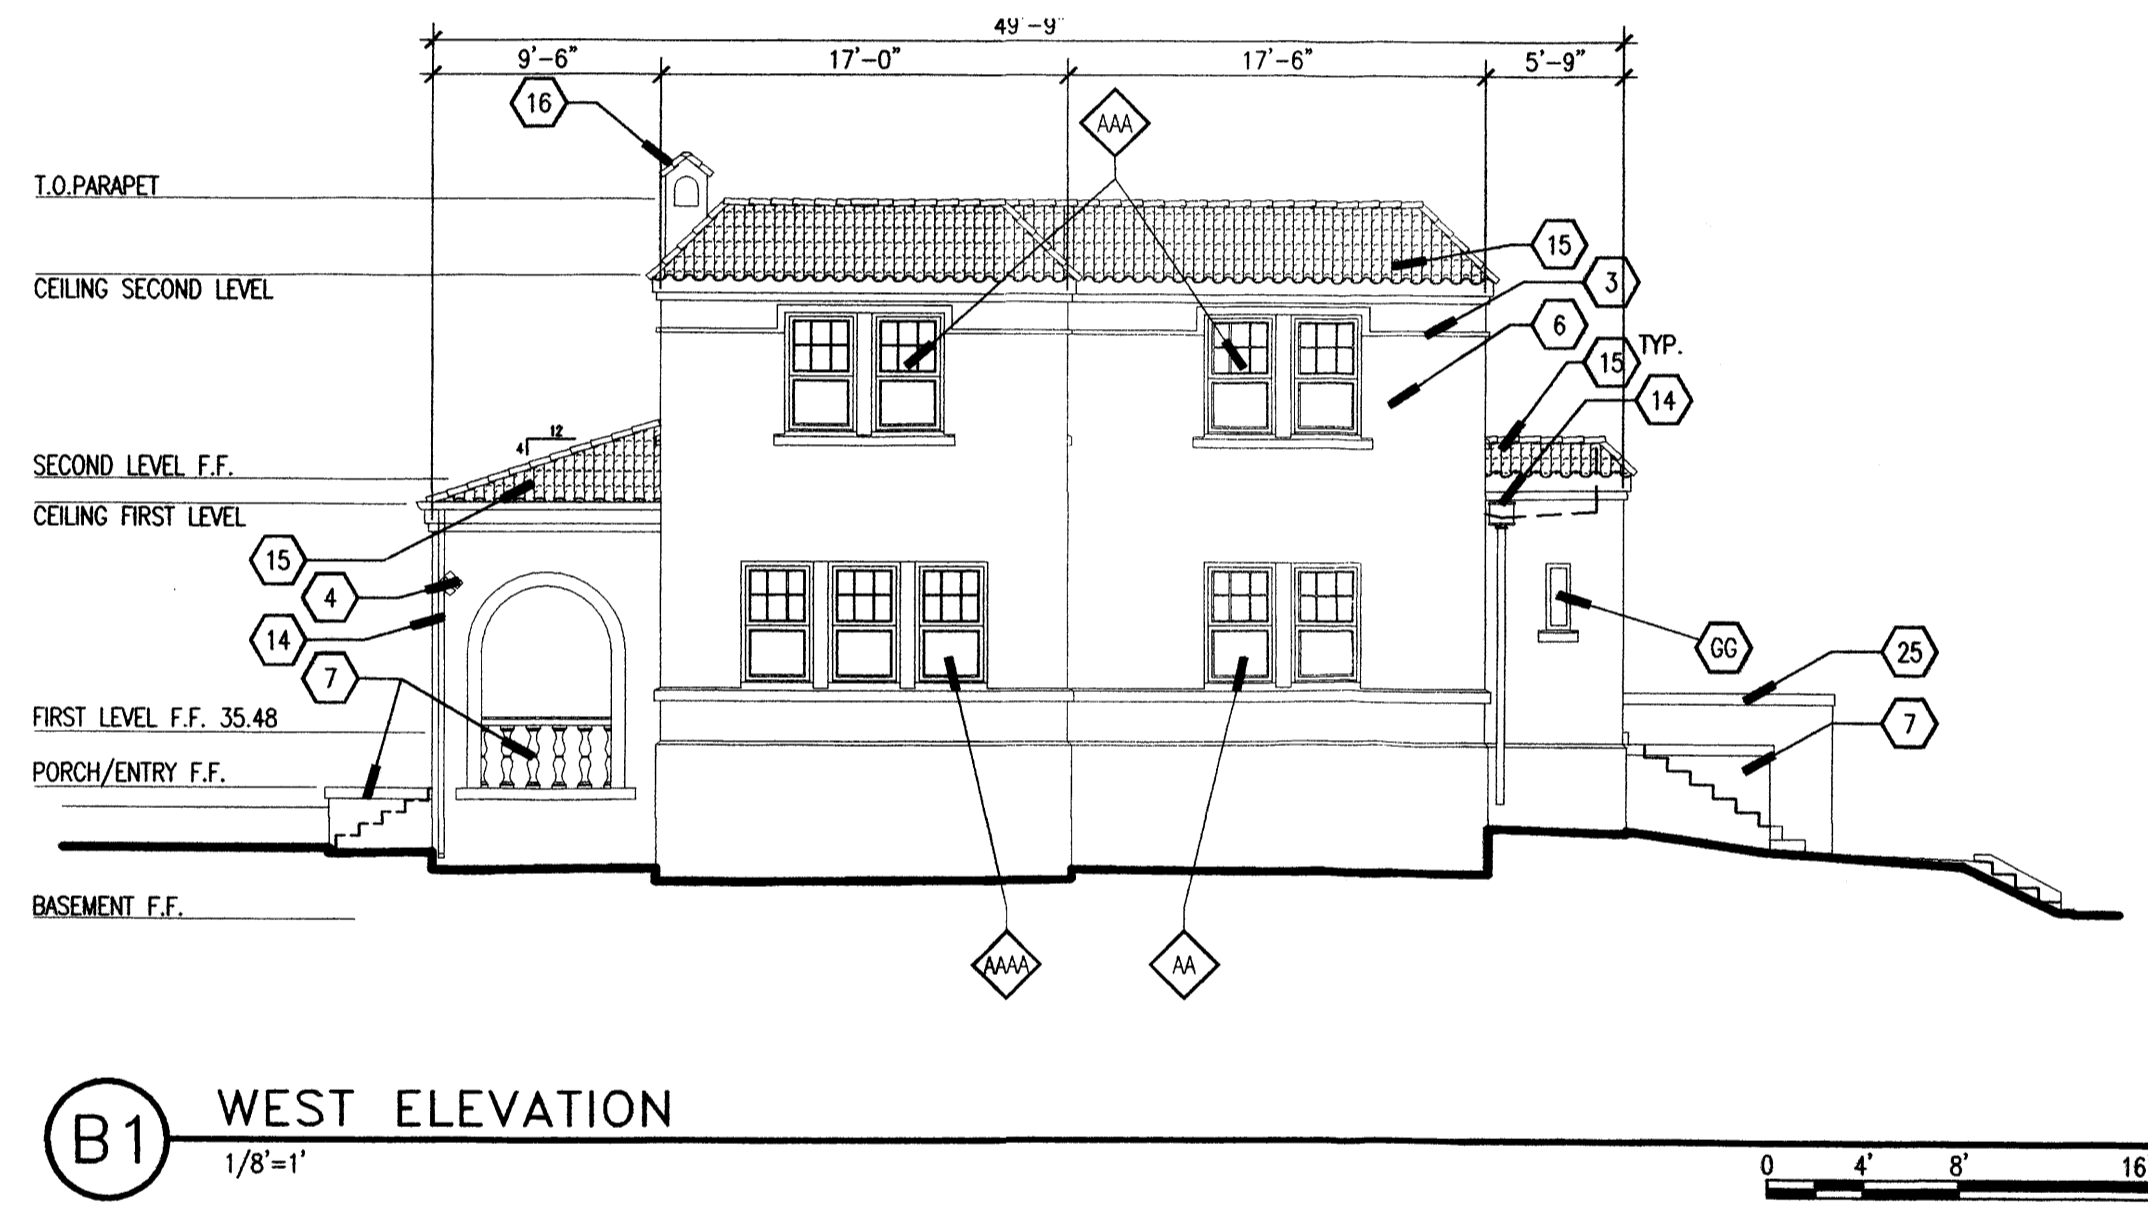 49'-9"
9'-6"
17'-0"
17'-6"
5'-9"
16
AAA
T.O.PARAPET
15
CEILING SECOND LEVEL
3
6
TYP.
15
14
12
4
SECOND LEVEL F.F.
CEILING FIRST LEVEL
15
4
14
7
GG
25
FIRST LEVEL F.F. 35.48
7
PORCH/ENTRY F.F.
BASEMENT F.F.
AAAA
AA
B1
WEST ELEVATION
1/8'=1'
0 4' 8' 16